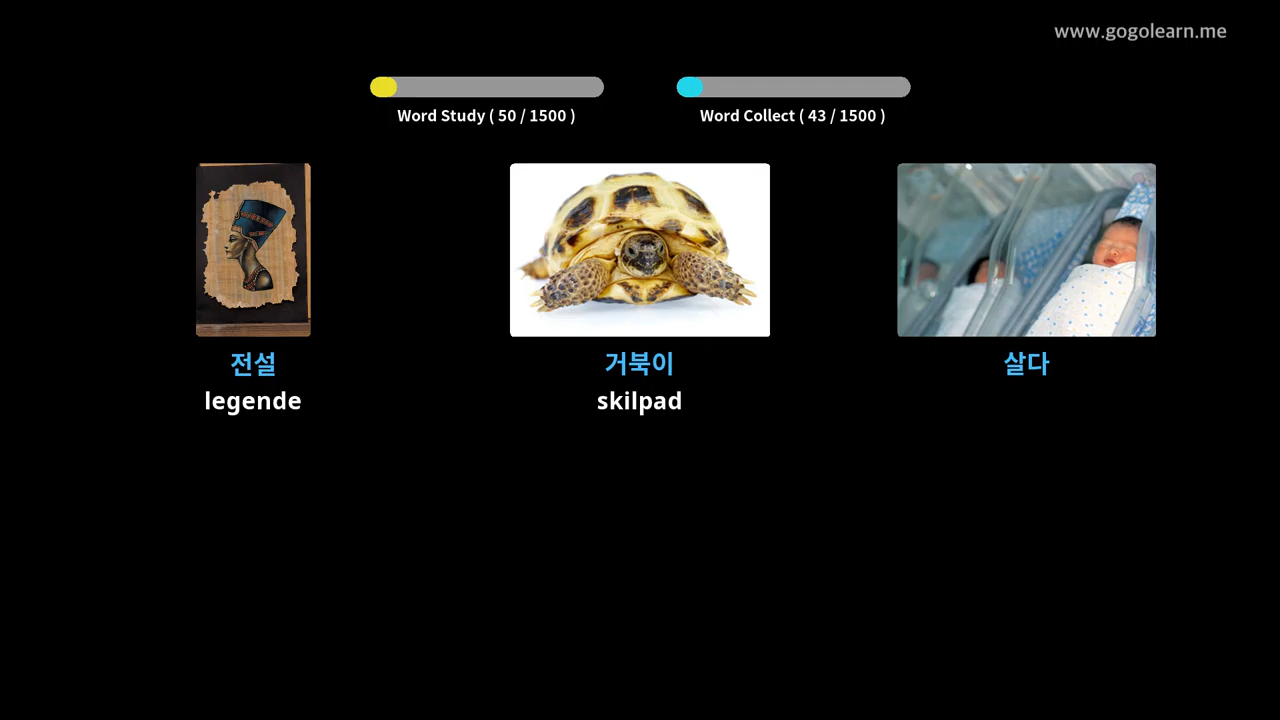 www.gogolearn.me
Word Study ( 50 / 1500 )
Word Collect ( 43 / 1500 )
전설
거북이
살다
legende
skilpad